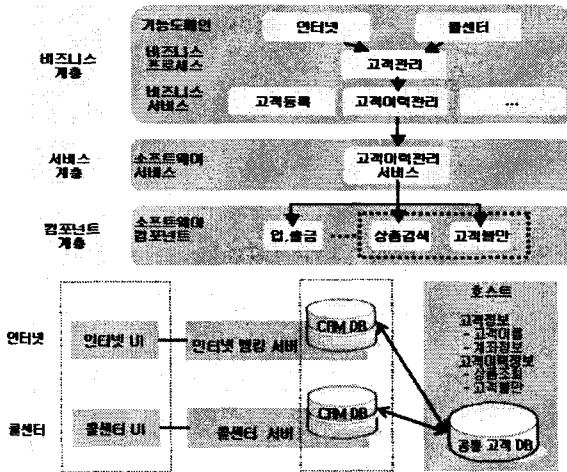 기능도메인
인터넷
콜센터
비즈니스
계층
비즈니스
프로세스
고객관리
비즈니스
서비스
고객등록
고객이력관리
...
서비스
계층
소프트웨어
서비스
고객이력관리
서비스
컴포넌트
계층
소프트웨어
컴포넌트
입,출금
상품검색
고객불만
인터넷
인터넷 UI
인터넷 뱅킹 서버
CRM DB
호스트
고객정보
- 고객이름
- 계좌정보
고객이력정보
- 상품조회
- 고객불만
콜센터
콜센터 UI
콜센터 서버
CRM DB
공통 고객 DB